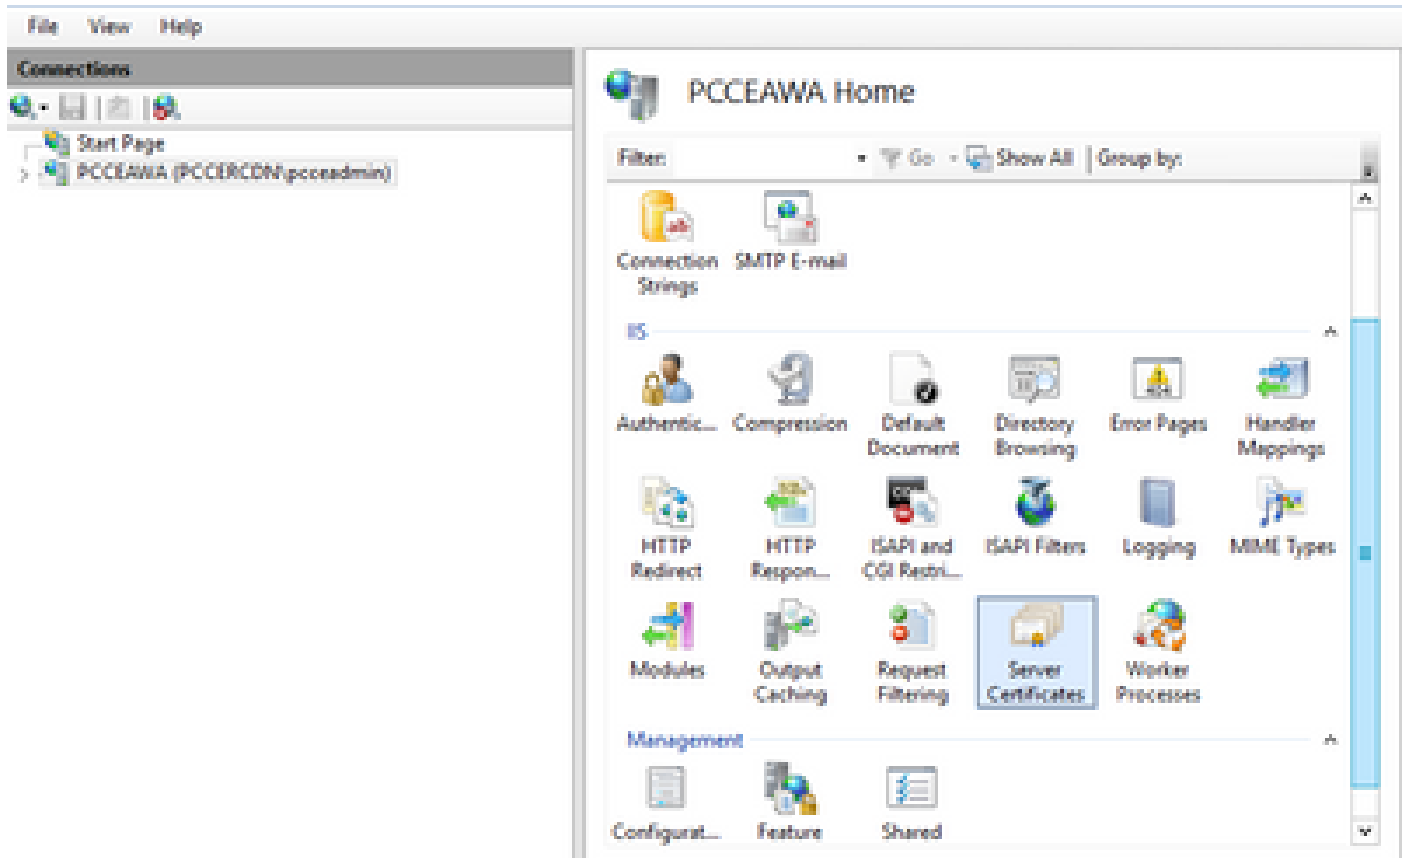 File View Help
Connections
Start Page
PCCEAWA (PCCERCDN\pcceadmin)
PCCEAWA Home
Filter: Go Show All Group by:
Connection Strings
SMTP E-mail
IIS
Authentic...
Compression
Default Document
Directory Browsing
Error Pages
Handler Mappings
HTTP Redirect
HTTP Respon...
ISAPI and CGI Restri...
ISAPI Filters
Logging
MIME Types
Modules
Output Caching
Request Filtering
Server Certificates
Worker Processes
Management
Configurat...
Feature
Shared